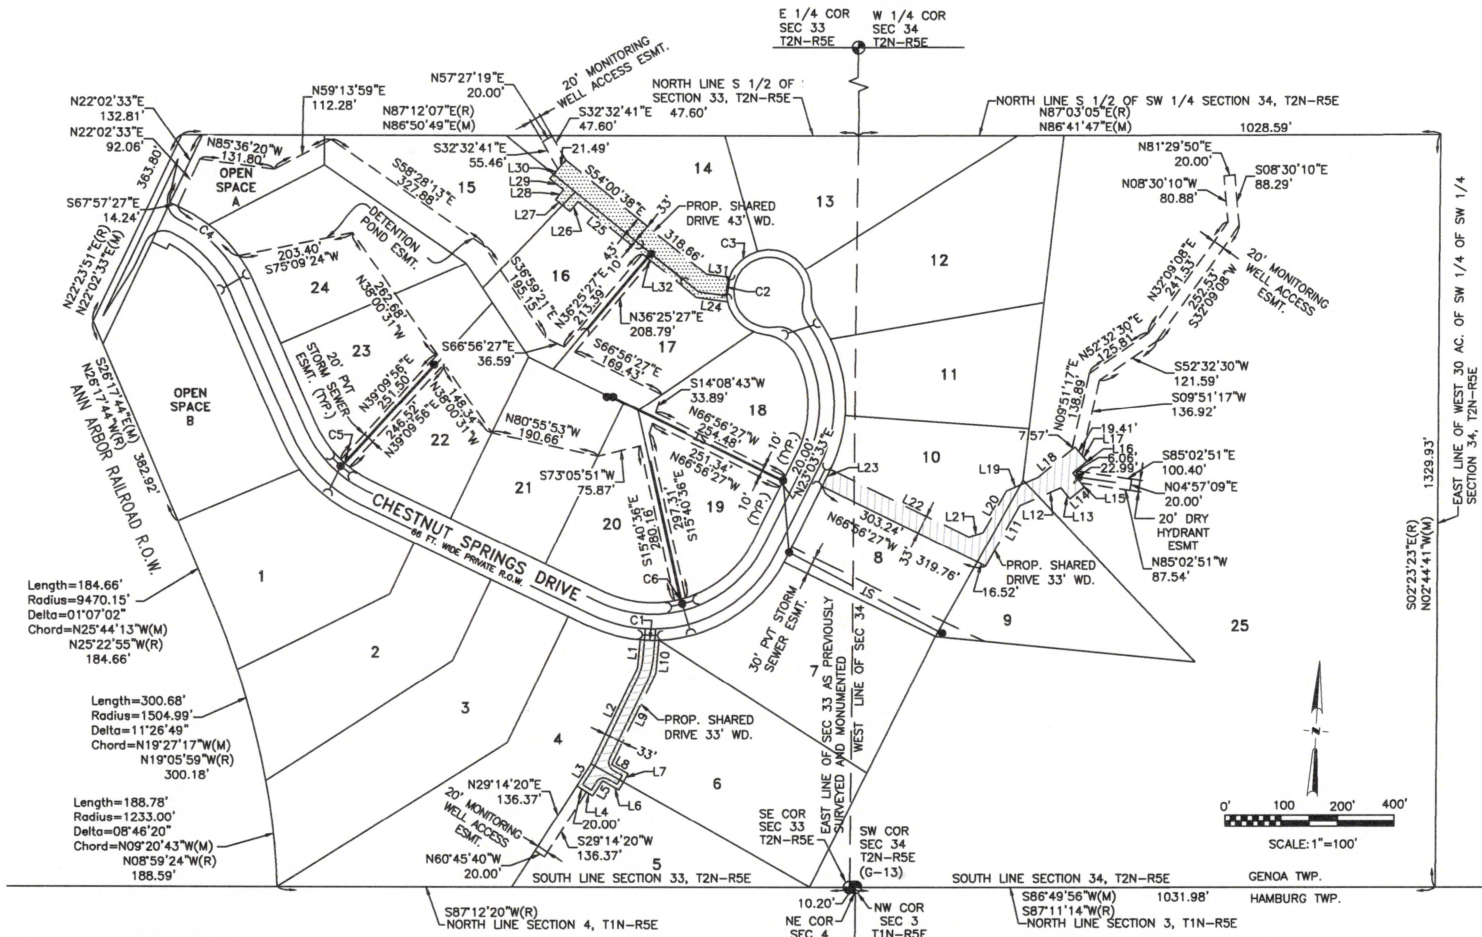 E 1/4 COR
SEC 33
T2N-R5E
W 1/4 COR
SEC 34
T2N-R5E
N57°27'19"E
20.00'
20' MONITORING
WELL ACCESS ESMT.
NORTH LINE S 1/2 OF
SECTION 33, T2N-R5E
NORTH LINE S 1/2 OF SW 1/4 SECTION 34, T2N-R5E
N87°03'05"E(R)
N86°41'47"E(M)
1028.59'
N59°13'59"E
112.28'
N22°02'33"E
132.81'
N22°02'33"E
92.06'
N87°12'07"E(R)
N86°50'49"E(M)
S32°32'41"E
47.60'
47.60'
S32°32'41"E
55.46'
21.49'
N85°36'20"W
131.80'
OPEN
SPACE
A
363.80'
S67°57'27"E
14.24'
N22°23'51"E(R)
N22°02'33"E(M)
C4
203.40'
S75°09'24"W
S58°28'13"E
327.88'
DETENTION
POND ESMT.
15
L30
L29
L28
L27
L26
L25
S54°00'38"E
318.66'
33'
43'
10'
PROP. SHARED
DRIVE 43' WD.
14
13
C3
L31
C2
L24
L32
N81°29'50"E
20.00'
N08°30'10"W
80.88'
S08°30'10"E
88.29'
20' MONITORING
WELL ACCESS
ESMT.
N32°09'08"E
241.53'
252.53'
S32°09'08"W
N52°32'30"E
125.81'
S52°32'30"W
121.59'
S09°51'17"W
136.92'
N09°51'17"E
138.89'
12
11
24
262.68'
N38°00'31"W
16
S36°59'21"E
195.15'
N36°25'27"E
213.39'
N36°25'27"E
208.79'
17
S66°56'27"E
36.59'
S66°56'27"E
169.43'
S14°08'43"W
33.89'
23
20' PVT
STORM SEWER
ESMT. (TYP.)
N39°09'56"E
251.50'
246.52'
N39°09'56"E
148.34'
N38°00'31"W
22
C5
OPEN
SPACE
B
S26°17'44"E(M)
N26°17'44"W(R)
382.92'
ANN ARBOR RAILROAD R.O.W.
N80°55'53"W
190.66'
21
S73°05'51"W
75.87'
20
S15°40'36"E
280.16'
297.31'
S15°40'36"E
18
N66°56'27"W
254.48'
ST
251.34'
N66°56'27"W
10'
(TYP.)
10'
(TYP.)
20.00'
N23°03'33"E
19
C6
CHESTNUT SPRINGS DRIVE
66 FT. WIDE PRIVATE R.O.W.
10
L23
L22
303.24'
N66°56'27"W
33'
319.76'
8
L21
L20
L19
L18
7.57'
19.41'
L17
L16
6.06'
22.99'
L15
L14
L13
L12
L11
S85°02'51"E
100.40'
N04°57'09"E
20.00'
20' DRY
HYDRANT
ESMT
N85°02'51"W
87.54'
PROP. SHARED
DRIVE 33' WD.
16.52'
9
25
ST
30' PVT STORM
SEWER ESMT.
7
EAST LINE OF SEC 33 AS PREVIOUSLY
SURVEYED AND MONUMENTED
WEST LINE OF SEC 34
1
2
3
4
5
6
Length=184.66'
Radius=9470.15'
Delta=01°07'02"
Chord=N25°44'13"W(M)
N25°22'55"W(R)
184.66'
Length=300.68'
Radius=1504.99'
Delta=11°26'49"
Chord=N19°27'17"W(M)
N19°05'59"W(R)
300.18'
Length=188.78'
Radius=1233.00'
Delta=08°46'20"
Chord=N09°20'43"W(M)
N08°59'24"W(R)
188.59'
C1
L1
L10
L2
L9
PROP. SHARED
DRIVE 33' WD.
33'
L8
L7
L3
L5
L6
L4
20.00'
N29°14'20"E
136.37'
20' MONITORING
WELL ACCESS
ESMT.
S29°14'20"W
136.37'
N60°45'40"W
20.00'
SE COR
SEC 33
T2N-R5E
SW COR
SEC 34
T2N-R5E
(G-13)
SOUTH LINE SECTION 33, T2N-R5E
SOUTH LINE SECTION 34, T2N-R5E
GENOA TWP.
HAMBURG TWP.
S86°49'56"W(M)
1031.98'
S87°11'14"W(R)
NORTH LINE SECTION 3, T1N-R5E
S87°12'20"W(R)
NORTH LINE SECTION 4, T1N-R5E
10.20'
NE COR
SEC 4
NW COR
SEC 3
T1N-R5E
N
0' 100 200' 400'
SCALE: 1"=100'
S02°23'23"E(R)
N02°44'41"W(M)
1329.93'
EAST LINE OF WEST 30 AC. OF SW 1/4 OF SW 1/4
SECTION 34, T2N-R5E